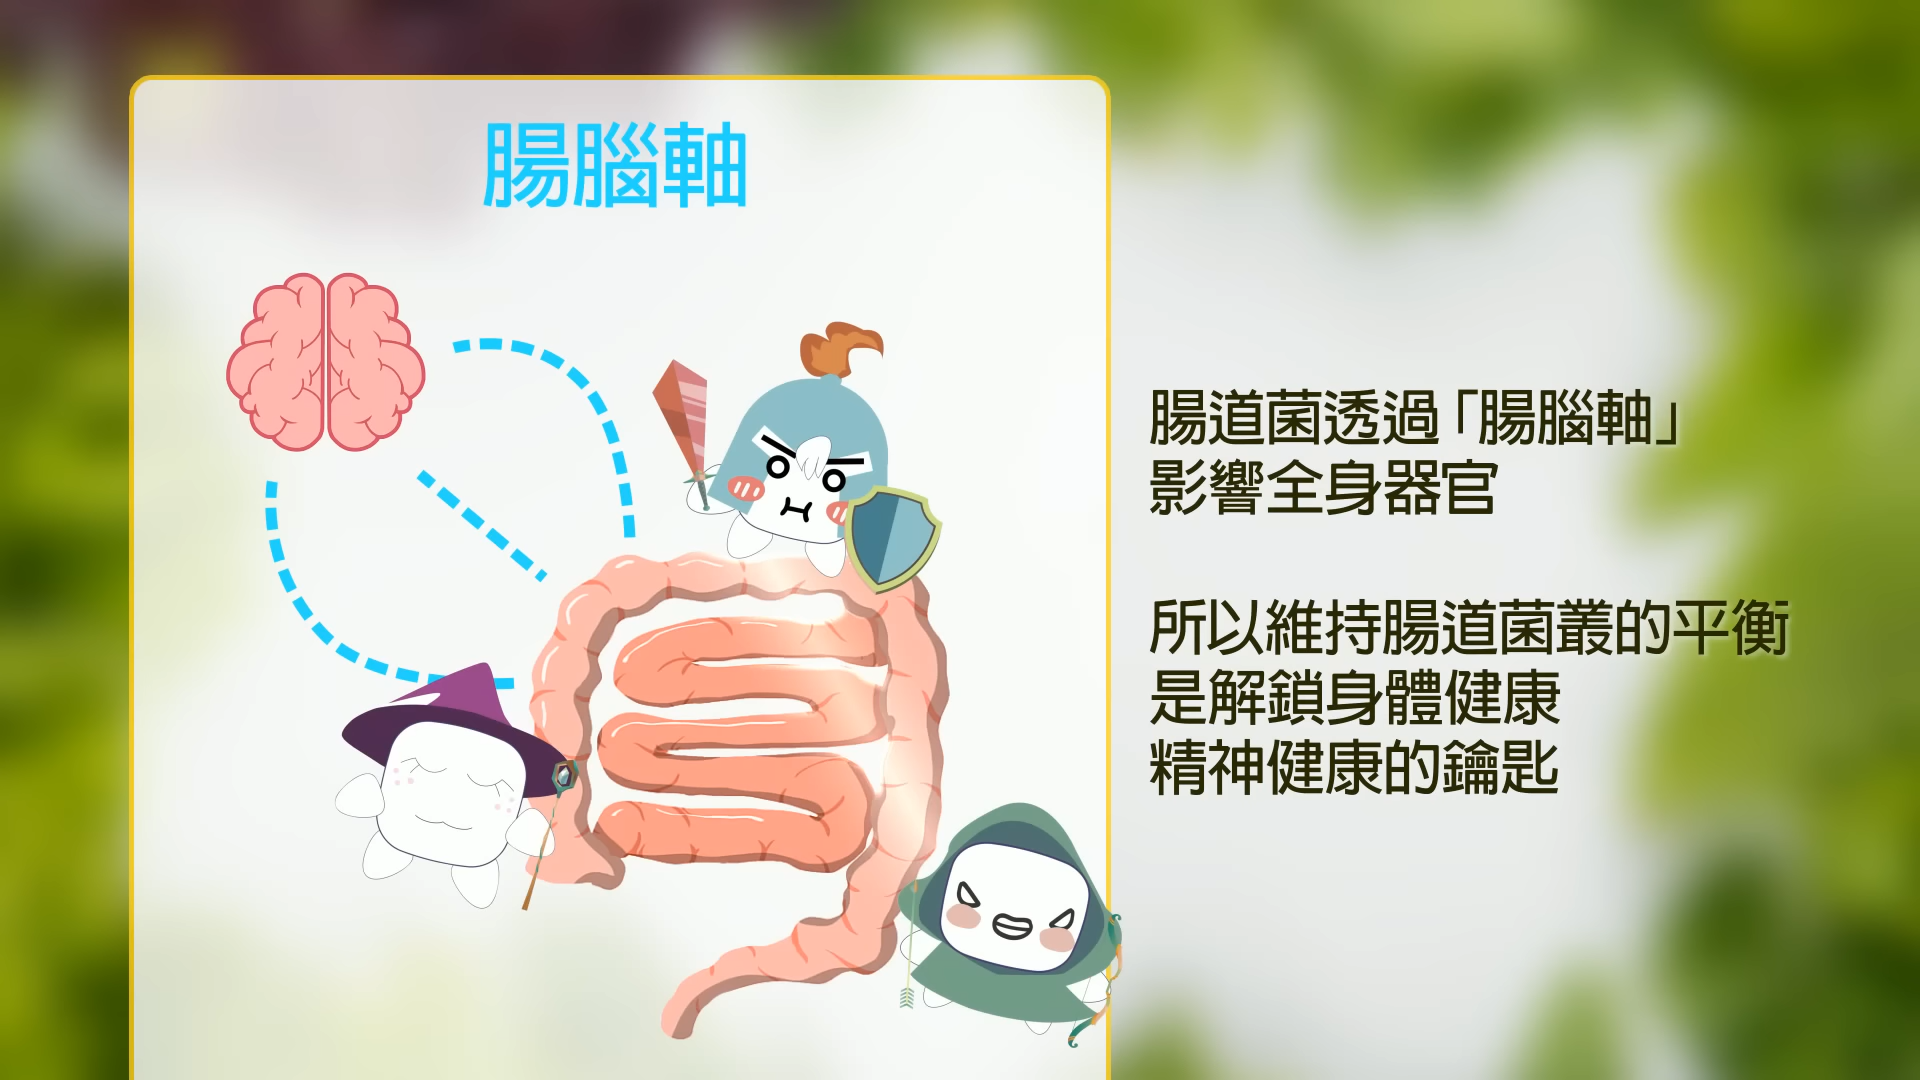 腸腦軸
腸道菌透過「腸腦軸」
影響全身器官
所以維持腸道菌叢的平衡
是解鎖身體健康
精神健康的鑰匙